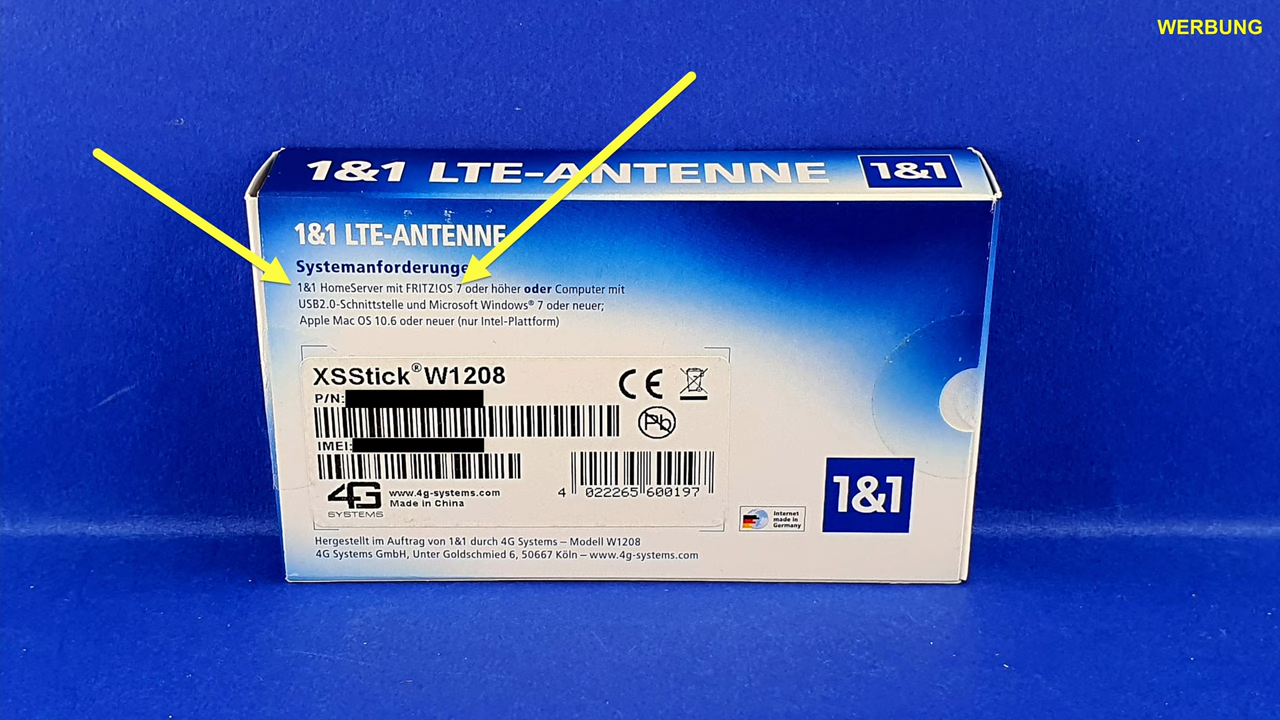 WERBUNG
1&1 LTE-ANTENNE 1&1
1&1 LTE-ANTENNE
Systemanforderunge
1&1 HomeServer mit FRITZ!OS 7 oder höher oder Computer mit
USB2.0-Schnittstelle und Microsoft Windows® 7 oder neuer;
Apple Mac OS 10.6 oder neuer (nur Intel-Plattform)
XSStick® W1208
CE
P/N:
Pb
IMEI:
4G
SYSTEMS
www.4g-systems.com
Made in China
4 022265 600197
1&1
Internet
made in
Germany
Hergestellt im Auftrag von 1&1 durch 4G Systems – Modell W1208
4G Systems GmbH, Unter Goldschmied 6, 50667 Köln – www.4g-systems.com